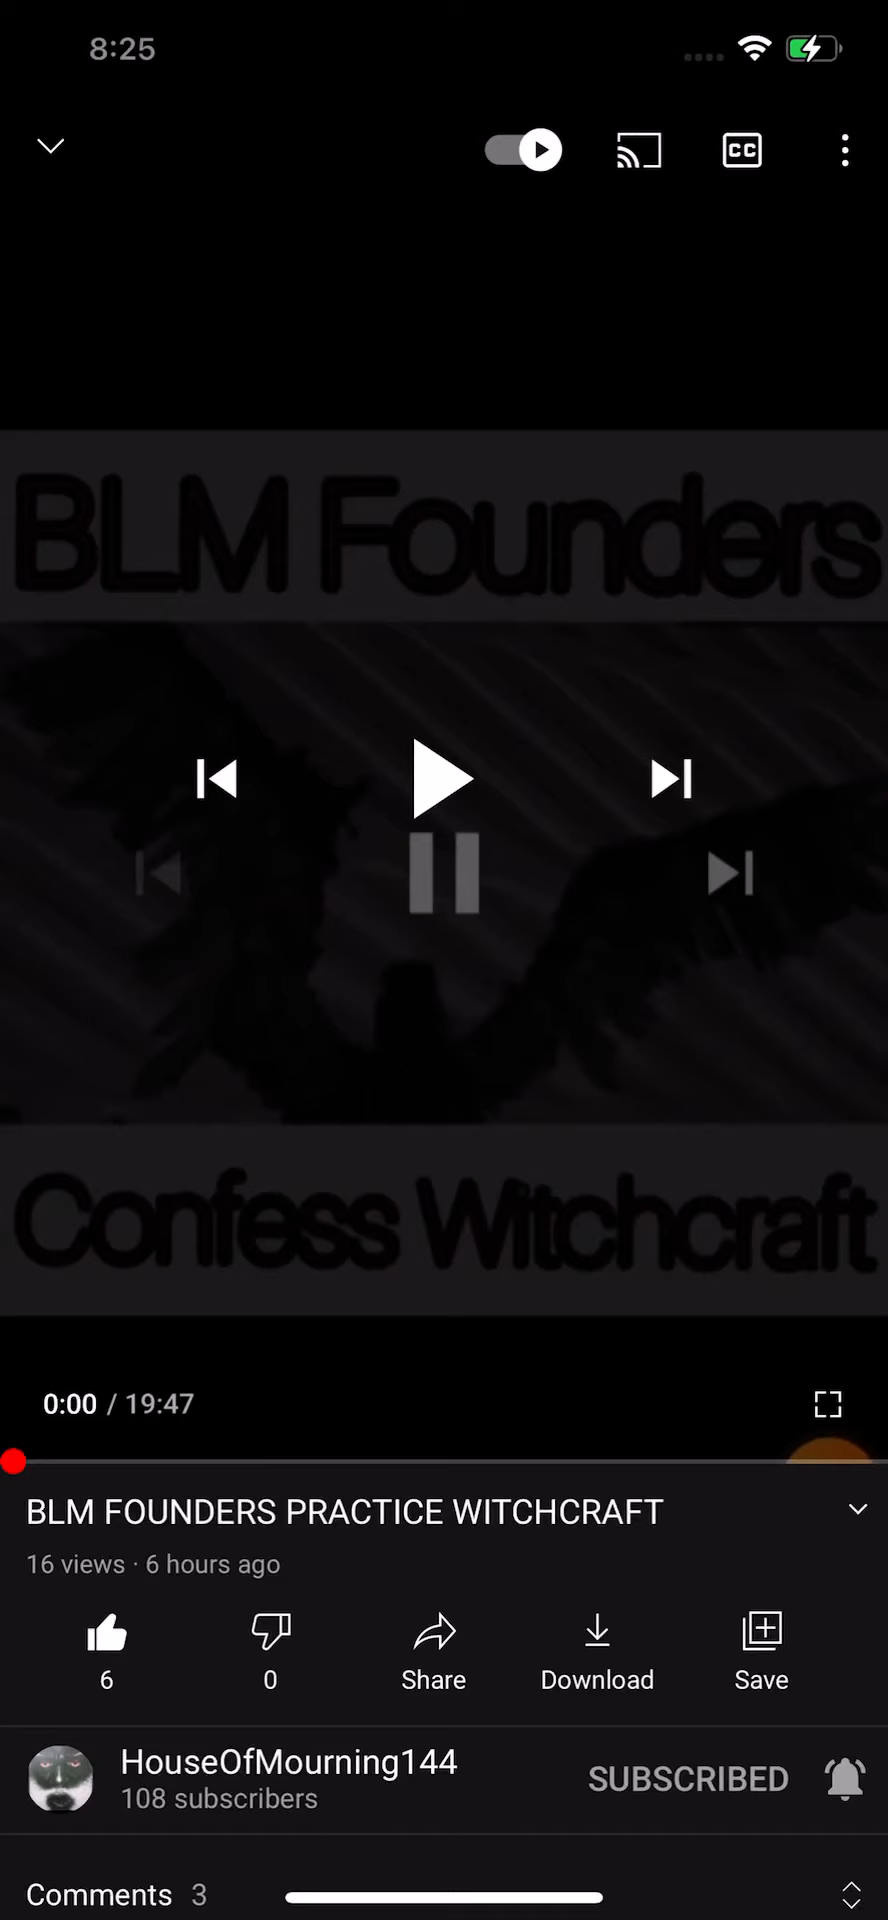 8:25
CC
BLM Founders
Confess Witchcraft
0:00 / 19:47
BLM FOUNDERS PRACTICE WITCHCRAFT
16 views · 6 hours ago
6
0
Share
Download
Save
HouseOfMourning144
108 subscribers
SUBSCRIBED
Comments 3